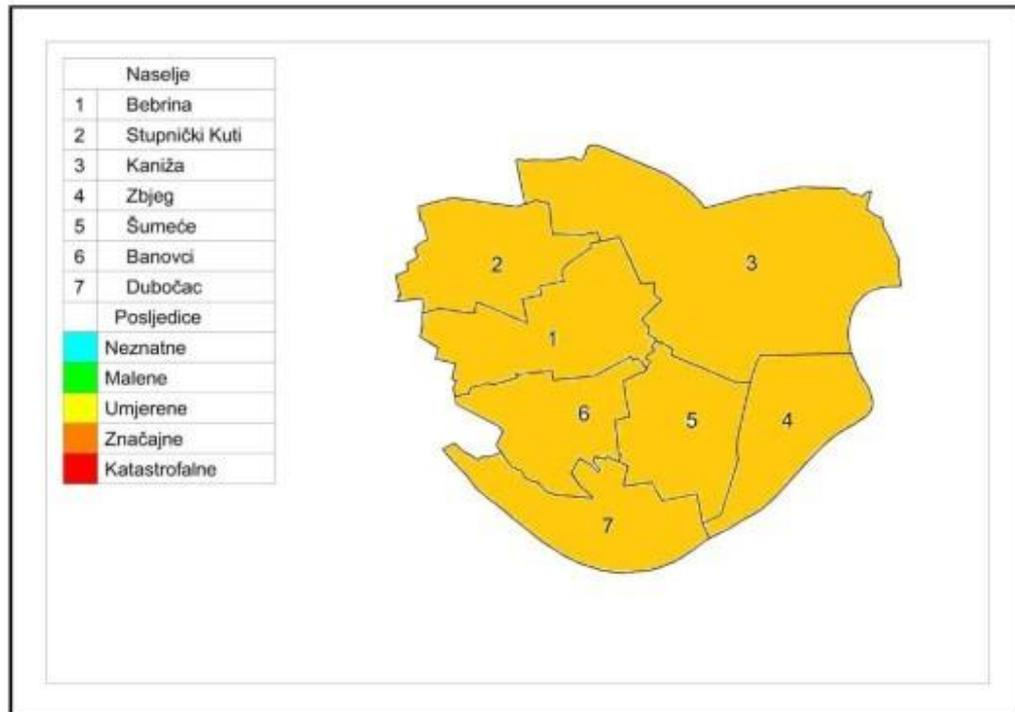 Naselje
1 Bebrina
2 Stupnički Kuti
3 Kaniža
4 Zbjeg
5 Šumeće
6 Banovci
7 Dubočac
Posljedice
Neznatne
Malene
Umjerene
Značajne
Katastrofalne
2
3
1
6
5
4
7